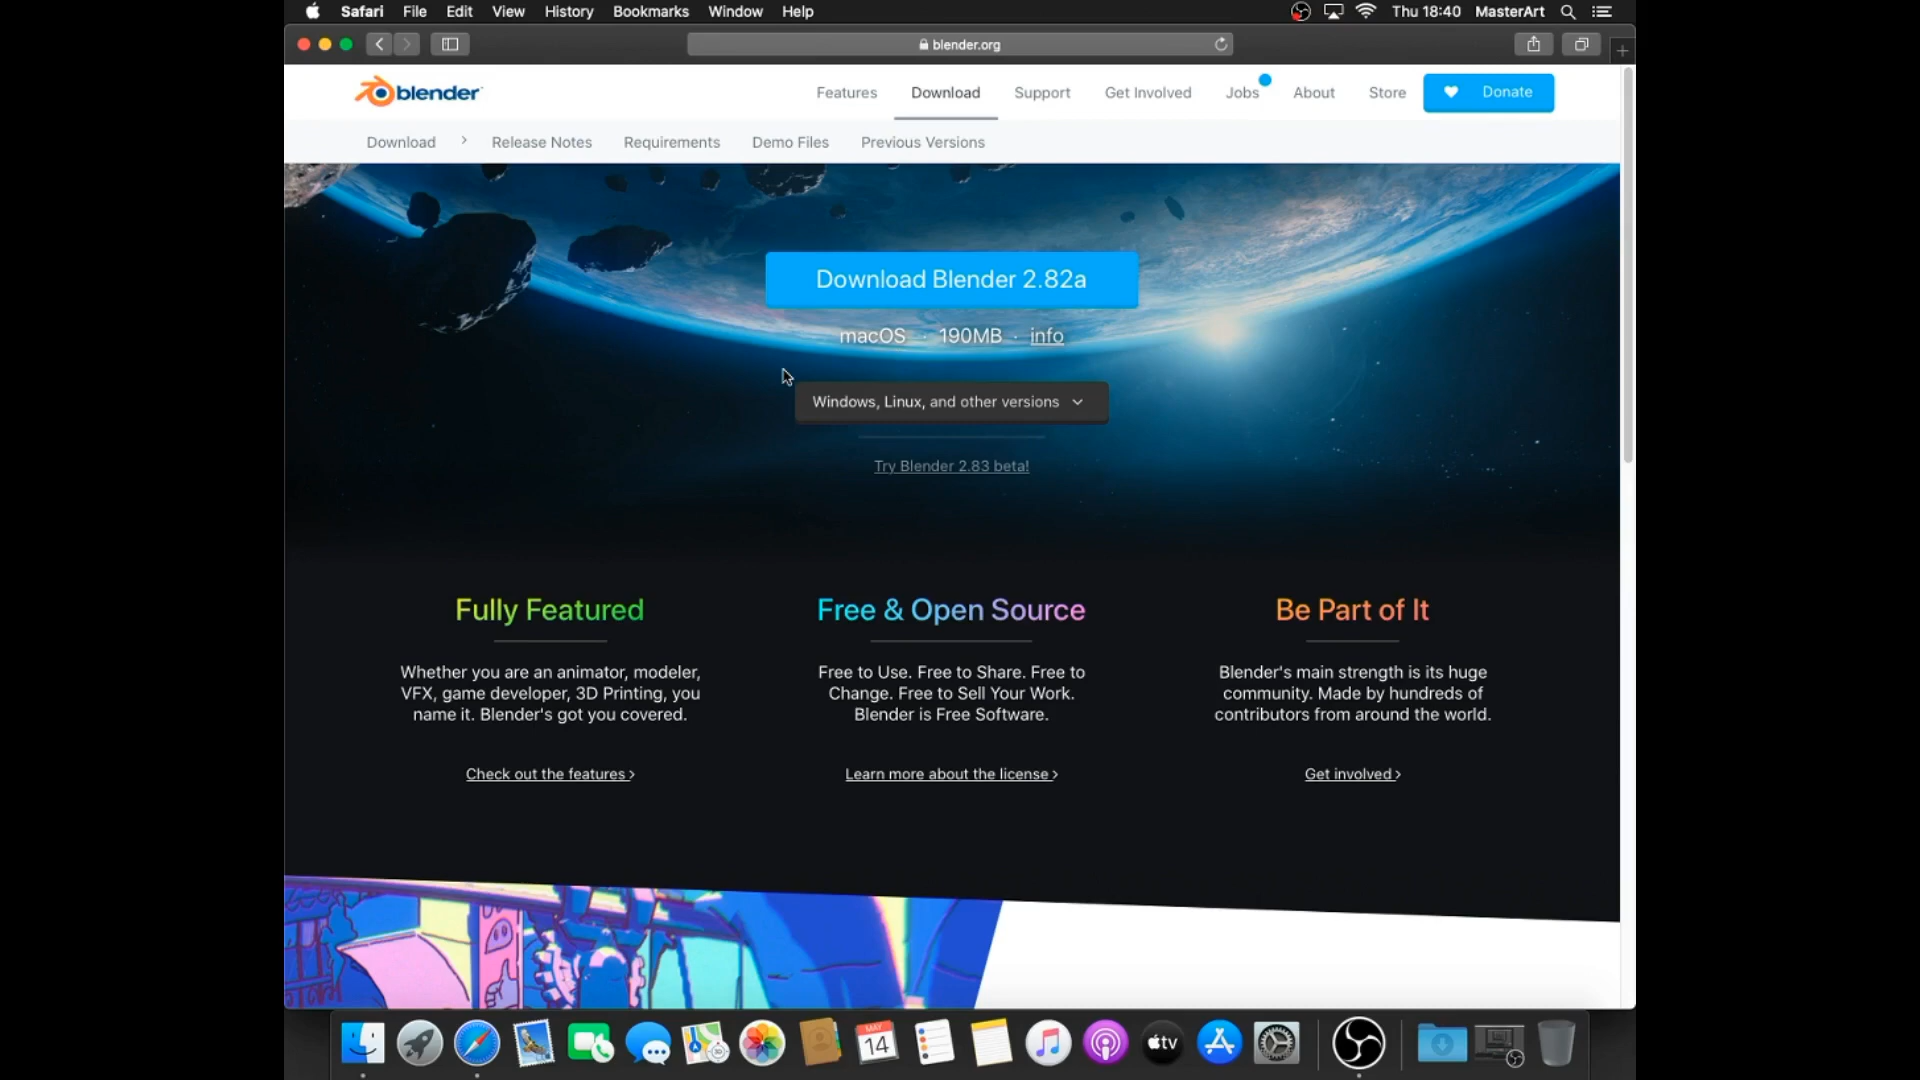 Safari File Edit View History Bookmarks Window Help Thu 18:40 MasterArt
blender.org
blender Features Download Support Get Involved Jobs About Store Donate
Download Release Notes Requirements Demo Files Previous Versions
Download Blender 2.82a
macOS · 190MB · info
Windows, Linux, and other versions
Try Blender 2.83 beta!
Fully Featured
Whether you are an animator, modeler,
VFX, game developer, 3D Printing, you
name it. Blender's got you covered.
Check out the features
Free & Open Source
Free to Use. Free to Share. Free to
Change. Free to Sell Your Work.
Blender is Free Software.
Learn more about the license
Be Part of It
Blender's main strength is its huge
community. Made by hundreds of
contributors from around the world.
Get involved
MAY
14
tv